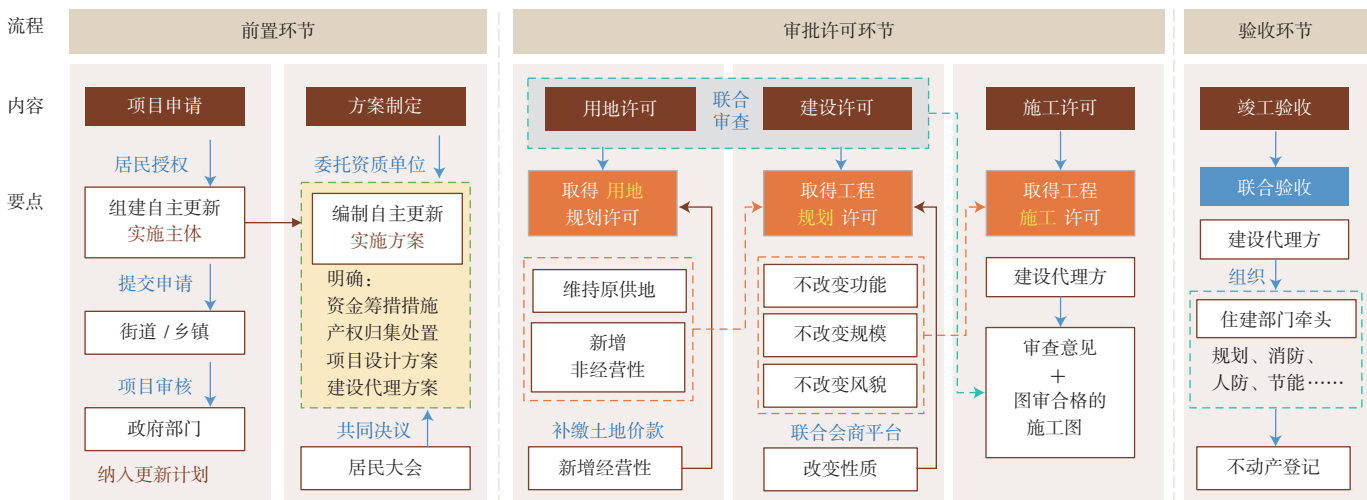 流程
前置环节
审批许可环节
验收环节
内容
项目申请
方案制定
用地许可
联合
审查
建设许可
施工许可
竣工验收
要点
居民授权
组建自主更新
实施主体
提交申请
街道 /乡镇
项目审核
政府部门
纳入更新计划
委托资质单位
编制自主更新
实施方案
明确：
资金筹措措施
产权归集处置
项目设计方案
建设代理方案
共同决议
居民大会
取得 用地
规划许可
维持原供地
新增
非经营性
补缴土地价款
新增经营性
取得工程
规划 许可
不改变功能
不改变规模
不改变风貌
联合会商平台
改变性质
取得工程
施工 许可
建设代理方
审查意见
+
图审合格的
施工图
联合验收
建设代理方
组织
住建部门牵头
规划、消防、
人防、节能……
不动产登记